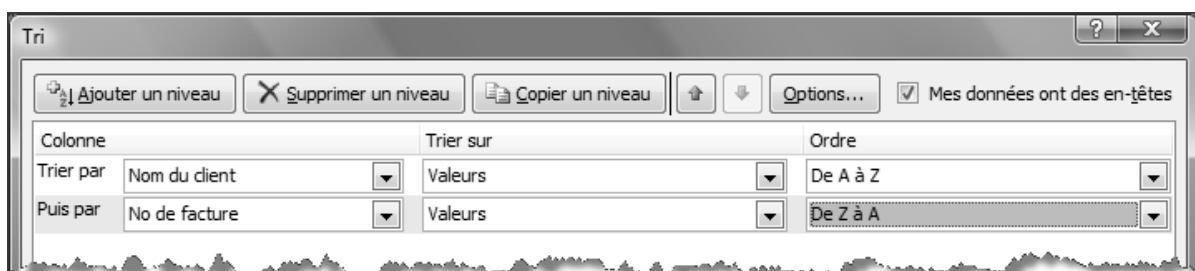 Tri
Ajouter un niveau Supprimer un niveau Copier un niveau Options... Mes données ont des en-têtes
Colonne Trier sur Ordre
Trier par Nom du client Valeurs De A à Z
Puis par No de facture Valeurs De Z à A